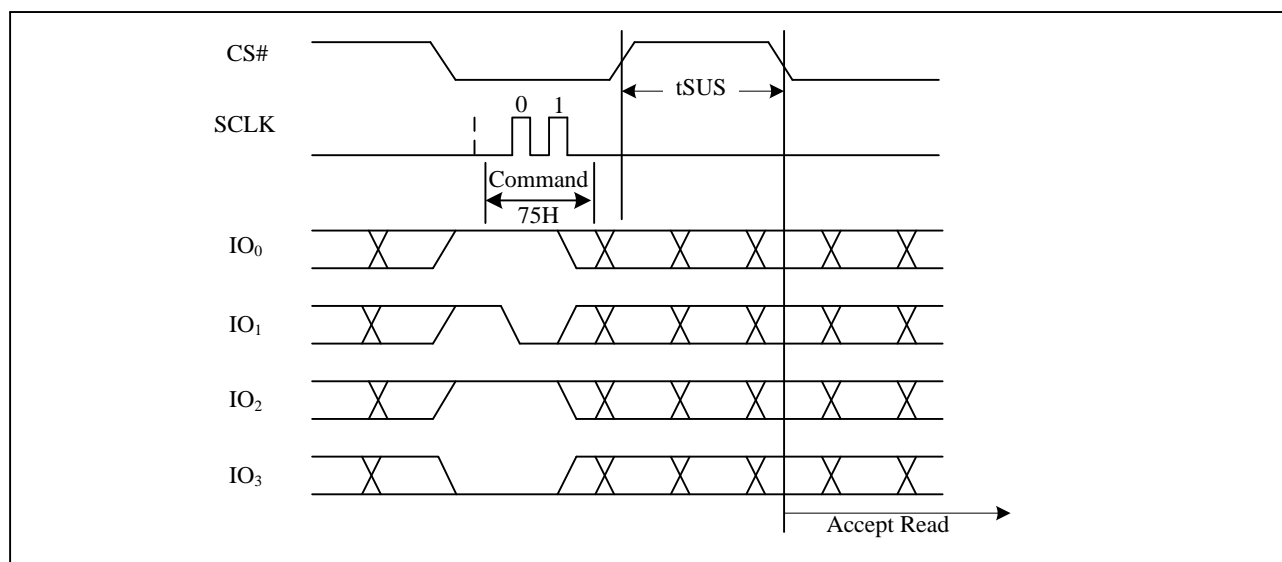 CS#
tSUS
SCLK
0 1
Command
75H
IO₀
IO₁
IO₂
IO₃
Accept Read